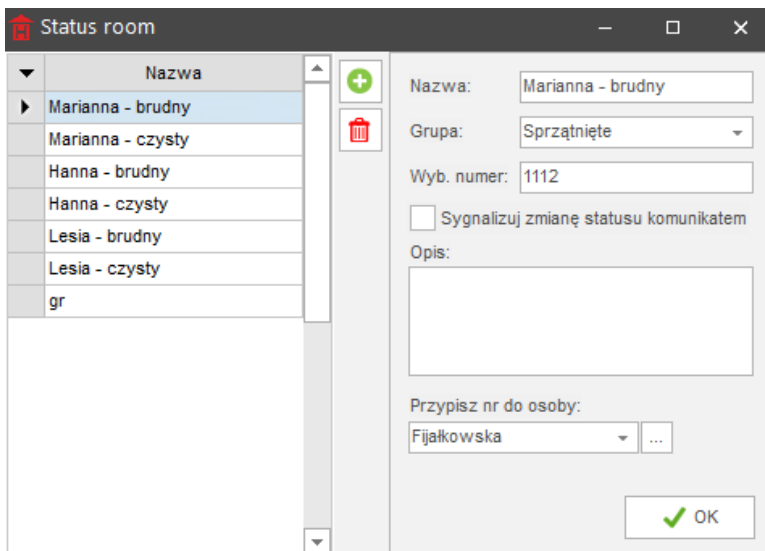 Status room
Nazwa
Marianna - brudny
Marianna - czysty
Hanna - brudny
Hanna - czysty
Lesia - brudny
Lesia - czysty
gr
Nazwa: Marianna - brudny
Grupa: Sprzątnięte
Wyb. numer: 1112
Sygnalizuj zmianę statusu komunikatem
Opis:
Przypisz nr do osoby:
Fijałkowska ...
OK